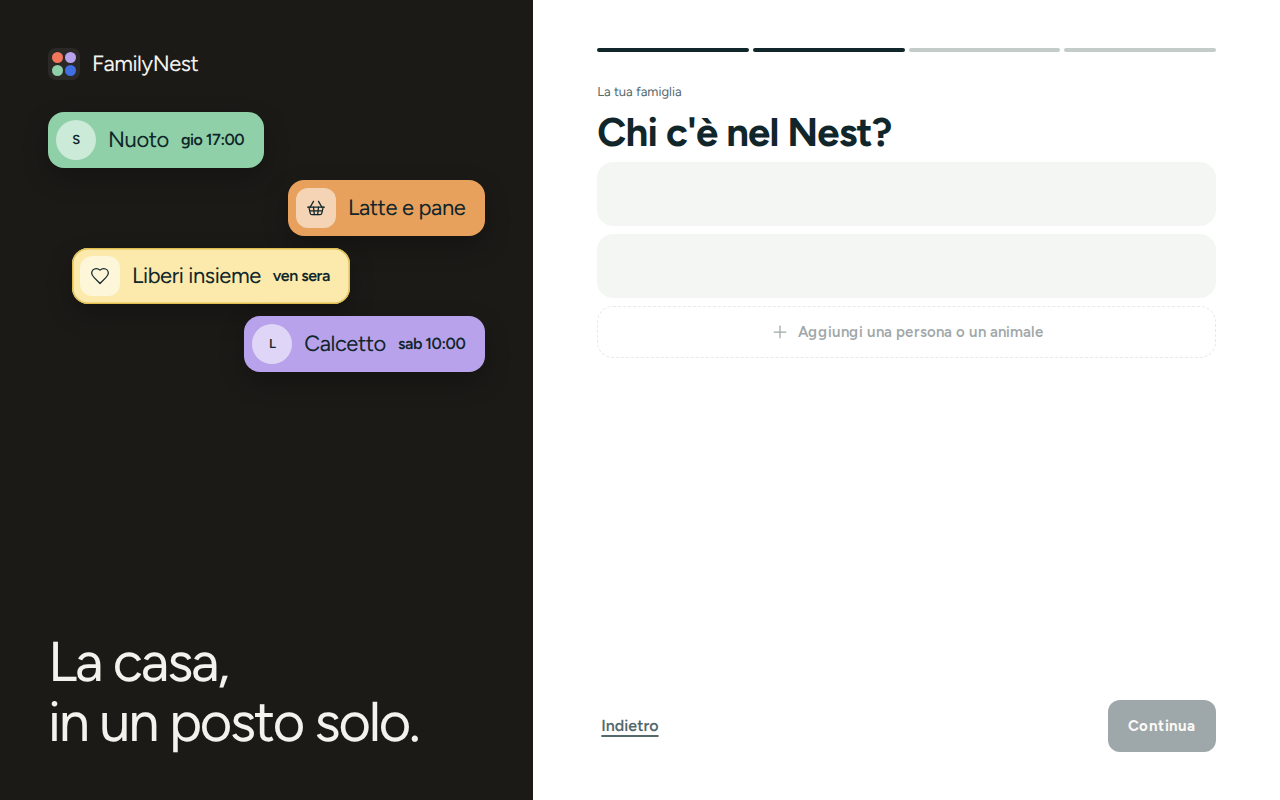 FamilyNest
S Nuoto gio 17:00
Latte e pane
Liberi insieme ven sera
L Calcetto sab 10:00
La casa,
in un posto solo.
La tua famiglia
Chi c'è nel Nest?
Aggiungi una persona o un animale
Indietro
Continua